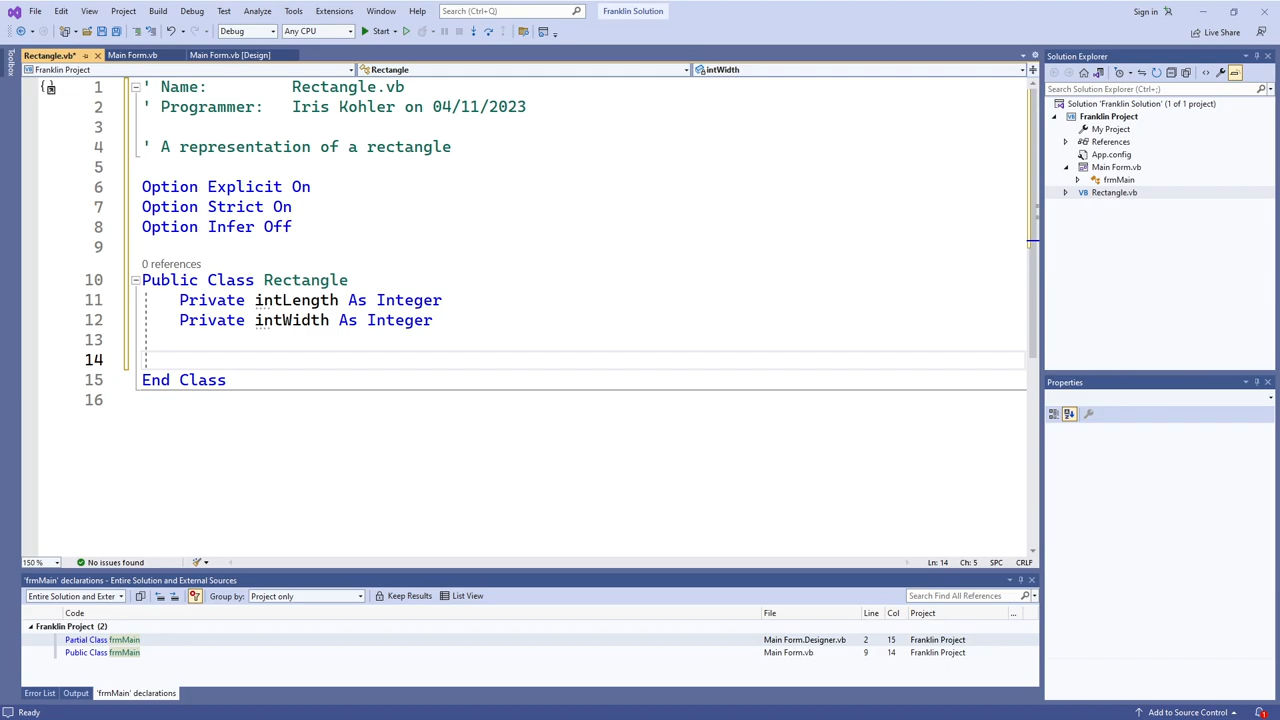 File Edit View Project Build Debug Test Analyze Tools Extensions Window Help Search (Ctrl+Q) Franklin Solution Sign in
Debug Any CPU Start Live Share
Toolbox
Rectangle.vb* Main Form.vb Main Form.vb [Design]
Franklin Project Rectangle intWidth
1 ' Name: Rectangle.vb
2 ' Programmer: Iris Kohler on 04/11/2023
3
4 ' A representation of a rectangle
5
6 Option Explicit On
7 Option Strict On
8 Option Infer Off
9
0 references
10 Public Class Rectangle
11 Private intLength As Integer
12 Private intWidth As Integer
13
14
15 End Class
16
150 % No issues found Ln: 14 Ch: 5 SPC CRLF
'frmMain' declarations - Entire Solution and External Sources
Entire Solution and Exter Group by: Project only Keep Results List View Search Find All References
Code File Line Col Project ...
Franklin Project (2)
Partial Class frmMain Main Form.Designer.vb 2 15 Franklin Project
Public Class frmMain Main Form.vb 9 14 Franklin Project
Error List Output 'frmMain' declarations
Solution Explorer
Search Solution Explorer (Ctrl+;)
Solution 'Franklin Solution' (1 of 1 project)
Franklin Project
My Project
References
App.config
Main Form.vb
frmMain
VB Rectangle.vb
Properties
Ready Add to Source Control 1